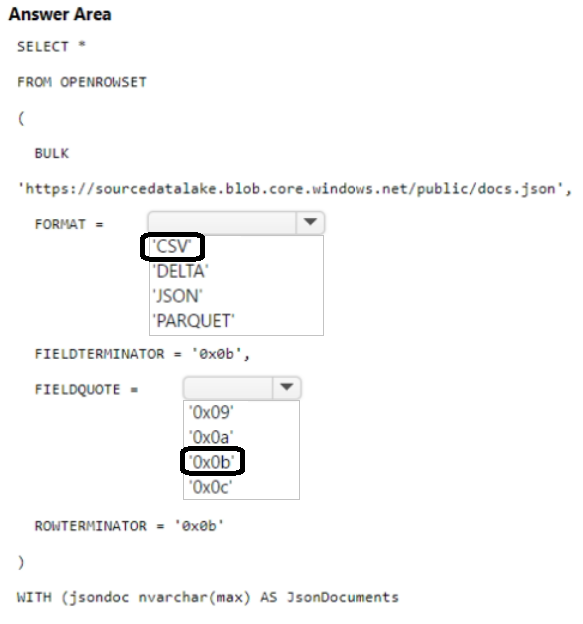 Answer Area
SELECT *
FROM OPENROWSET
(
BULK
'https://sourcedatalake.blob.core.windows.net/public/docs.json',
FORMAT =
'CSV'
'DELTA'
'JSON'
'PARQUET'
FIELDTERMINATOR = '0x0b',
FIELDQUOTE =
'0x09'
'0x0a'
'0x0b'
'0x0c'
ROWTERMINATOR = '0x0b'
)
WITH (jsondoc nvarchar(max) AS JsonDocuments